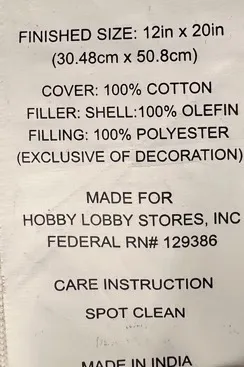 FINISHED SIZE: 12in x 20in
(30.48cm x 50.8cm)
COVER: 100% COTTON
FILLER: SHELL:100% OLEFIN
FILLING: 100% POLYESTER
(EXCLUSIVE OF DECORATION)
MADE FOR
HOBBY LOBBY STORES, INC
FEDERAL RN# 129386
CARE INSTRUCTION
SPOT CLEAN
MADE IN INDIA